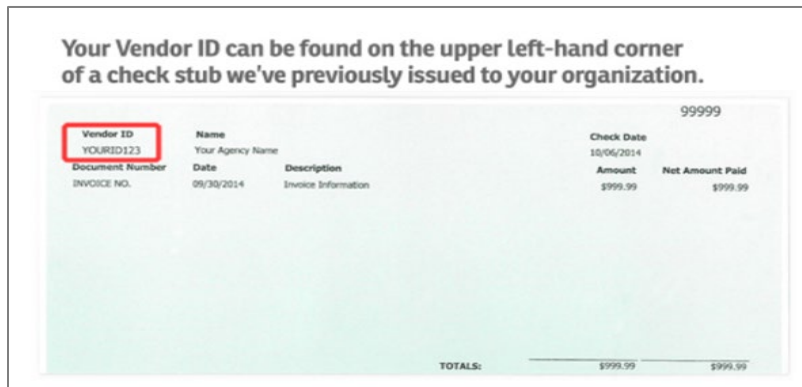 Your Vendor ID can be found on the upper left-hand corner
of a check stub we've previously issued to your organization.
99999
Vendor ID Name Check Date
YOURID123 Your Agency Name 10/06/2014
Document Number Date Description Amount Net Amount Paid
INVOICE NO. 09/30/2014 Invoice Information $999.99 $999.99
TOTALS: $999.99 $999.99